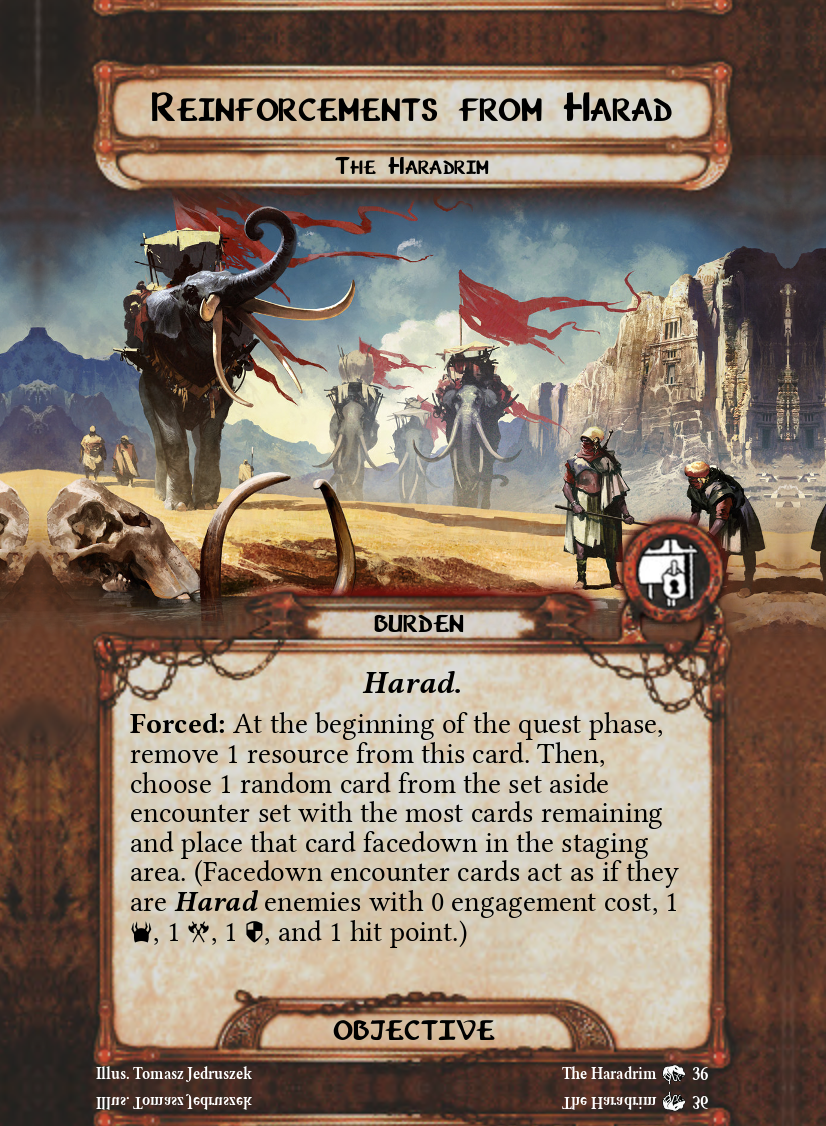 Reinforcements from Harad
The Haradrim
BURDEN
Harad.
Forced: At the beginning of the quest phase,
remove 1 resource from this card. Then,
choose 1 random card from the set aside
encounter set with the most cards remaining
and place that card facedown in the staging
area. (Facedown encounter cards act as if they
are Harad enemies with 0 engagement cost, 1
, 1 , 1 , and 1 hit point.)
OBJECTIVE
Illus. Tomasz Jedruszek The Haradrim 36
Illus. Tomasz Jedruszek The Haradrim 36